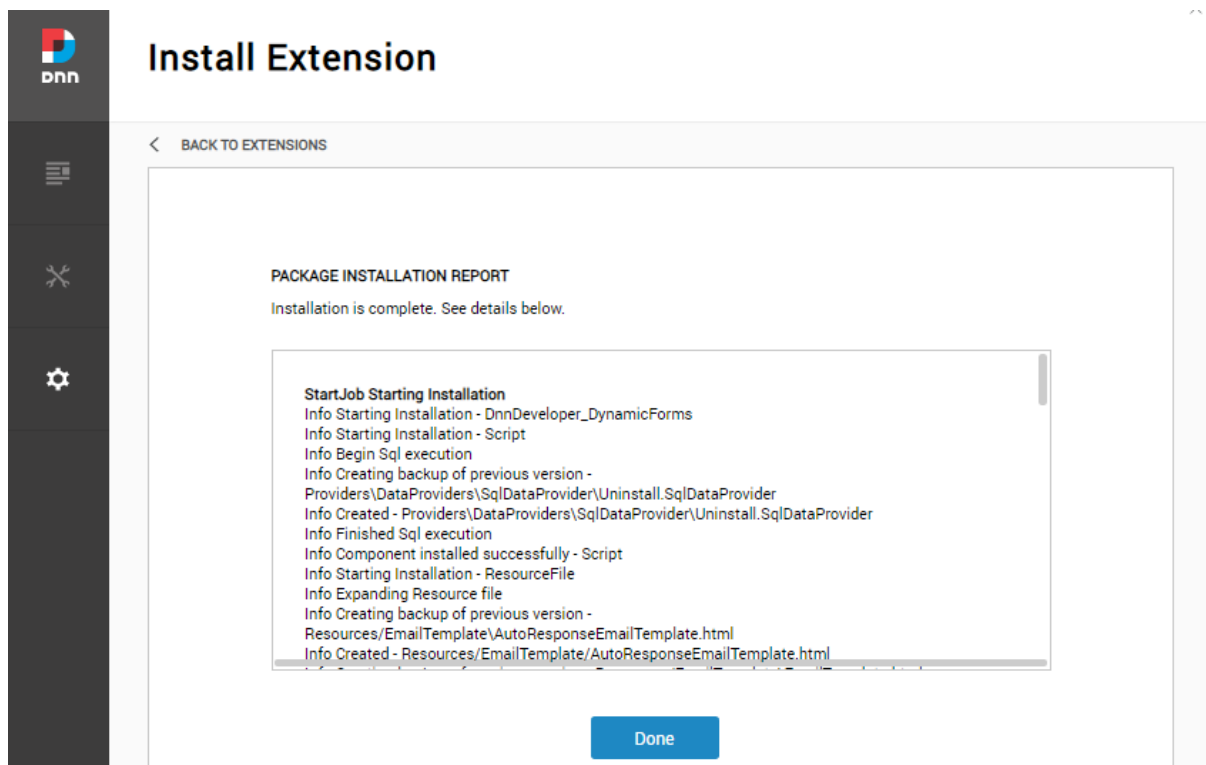 Dnn
Install Extension
BACK TO EXTENSIONS
PACKAGE INSTALLATION REPORT
Installation is complete. See details below.
StartJob Starting Installation
Info Starting Installation - DnnDeveloper_DynamicForms
Info Starting Installation - Script
Info Begin Sql execution
Info Creating backup of previous version -
Providers\DataProviders\SqlDataProvider\Uninstall.SqlDataProvider
Info Created - Providers\DataProviders\SqlDataProvider\Uninstall.SqlDataProvider
Info Finished Sql execution
Info Component installed successfully - Script
Info Starting Installation - ResourceFile
Info Expanding Resource file
Info Creating backup of previous version -
Resources/EmailTemplate\AutoResponseEmailTemplate.html
Info Created - Resources/EmailTemplate/AutoResponseEmailTemplate.html
Done